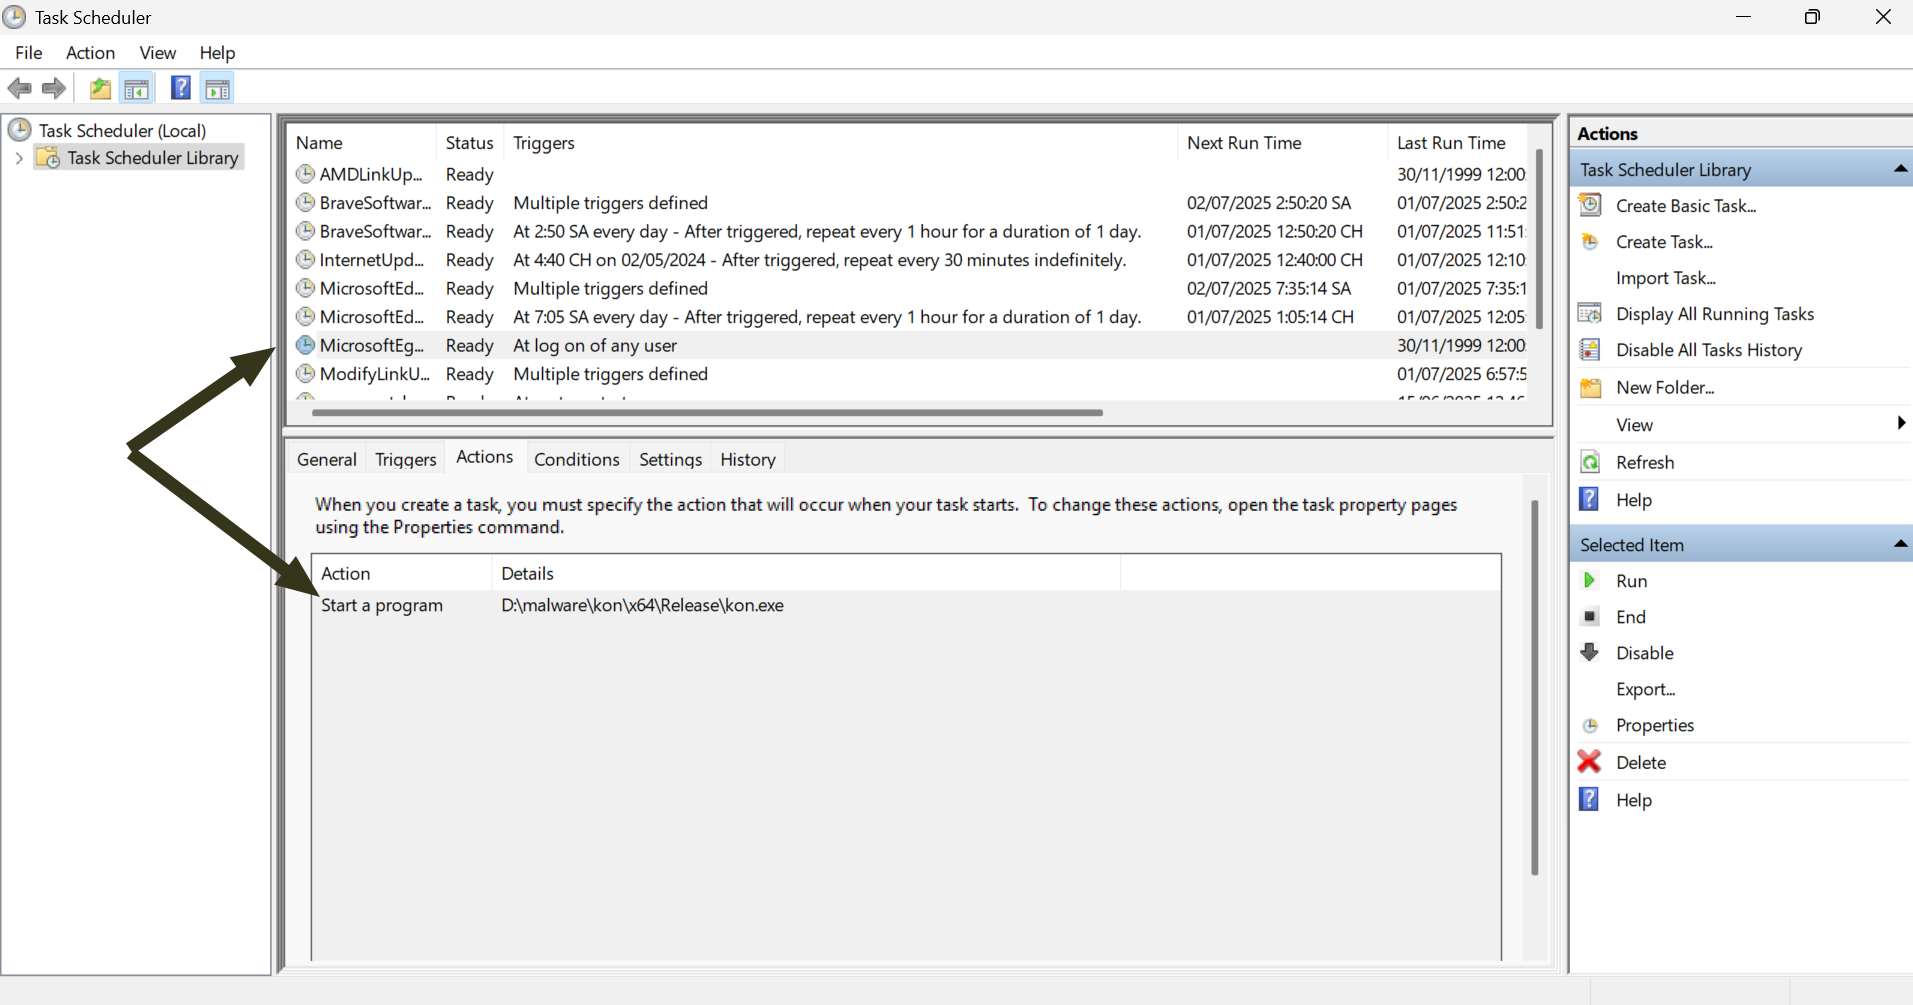 Task Scheduler
File Action View Help
Task Scheduler (Local)
Task Scheduler Library
Name Status Triggers Next Run Time Last Run Time
AMDLinkUp... Ready 30/11/1999 12:00:
BraveSoftwar... Ready Multiple triggers defined 02/07/2025 2:50:20 SA 01/07/2025 2:50:2
BraveSoftwar... Ready At 2:50 SA every day - After triggered, repeat every 1 hour for a duration of 1 day. 01/07/2025 12:50:20 CH 01/07/2025 11:51:
InternetUpd... Ready At 4:40 CH on 02/05/2024 - After triggered, repeat every 30 minutes indefinitely. 01/07/2025 12:40:00 CH 01/07/2025 12:10:
MicrosoftEd... Ready Multiple triggers defined 02/07/2025 7:35:14 SA 01/07/2025 7:35:1
MicrosoftEd... Ready At 7:05 SA every day - After triggered, repeat every 1 hour for a duration of 1 day. 01/07/2025 1:05:14 CH 01/07/2025 12:05:
MicrosoftEg... Ready At log on of any user 30/11/1999 12:00:
ModifyLinkU... Ready Multiple triggers defined 01/07/2025 6:57:5
General Triggers Actions Conditions Settings History
When you create a task, you must specify the action that will occur when your task starts. To change these actions, open the task property pages
using the Properties command.
Action Details
Start a program D:\malware\kon\x64\Release\kon.exe
Actions
Task Scheduler Library
Create Basic Task...
Create Task...
Import Task...
Display All Running Tasks
Disable All Tasks History
New Folder...
View
Refresh
Help
Selected Item
Run
End
Disable
Export...
Properties
Delete
Help